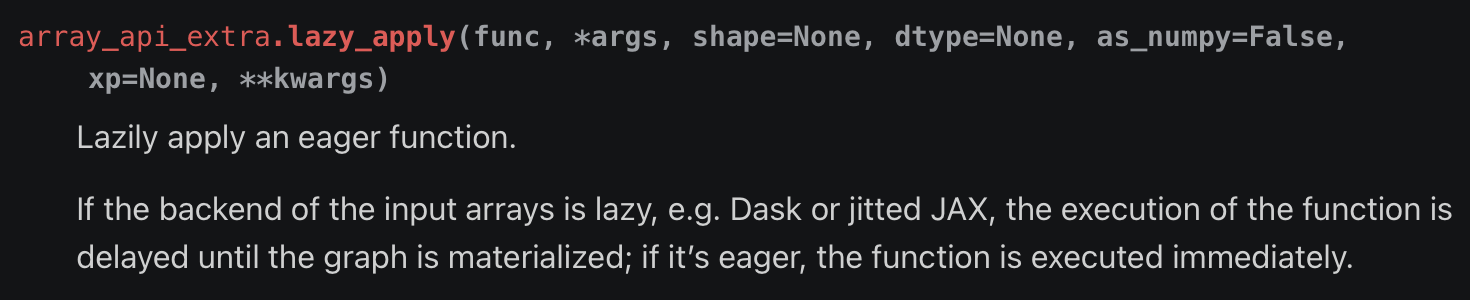 array_api_extra.lazy_apply(func, *args, shape=None, dtype=None, as_numpy=False,
xp=None, **kwargs)
Lazily apply an eager function.
If the backend of the input arrays is lazy, e.g. Dask or jitted JAX, the execution of the function is
delayed until the graph is materialized; if it’s eager, the function is executed immediately.